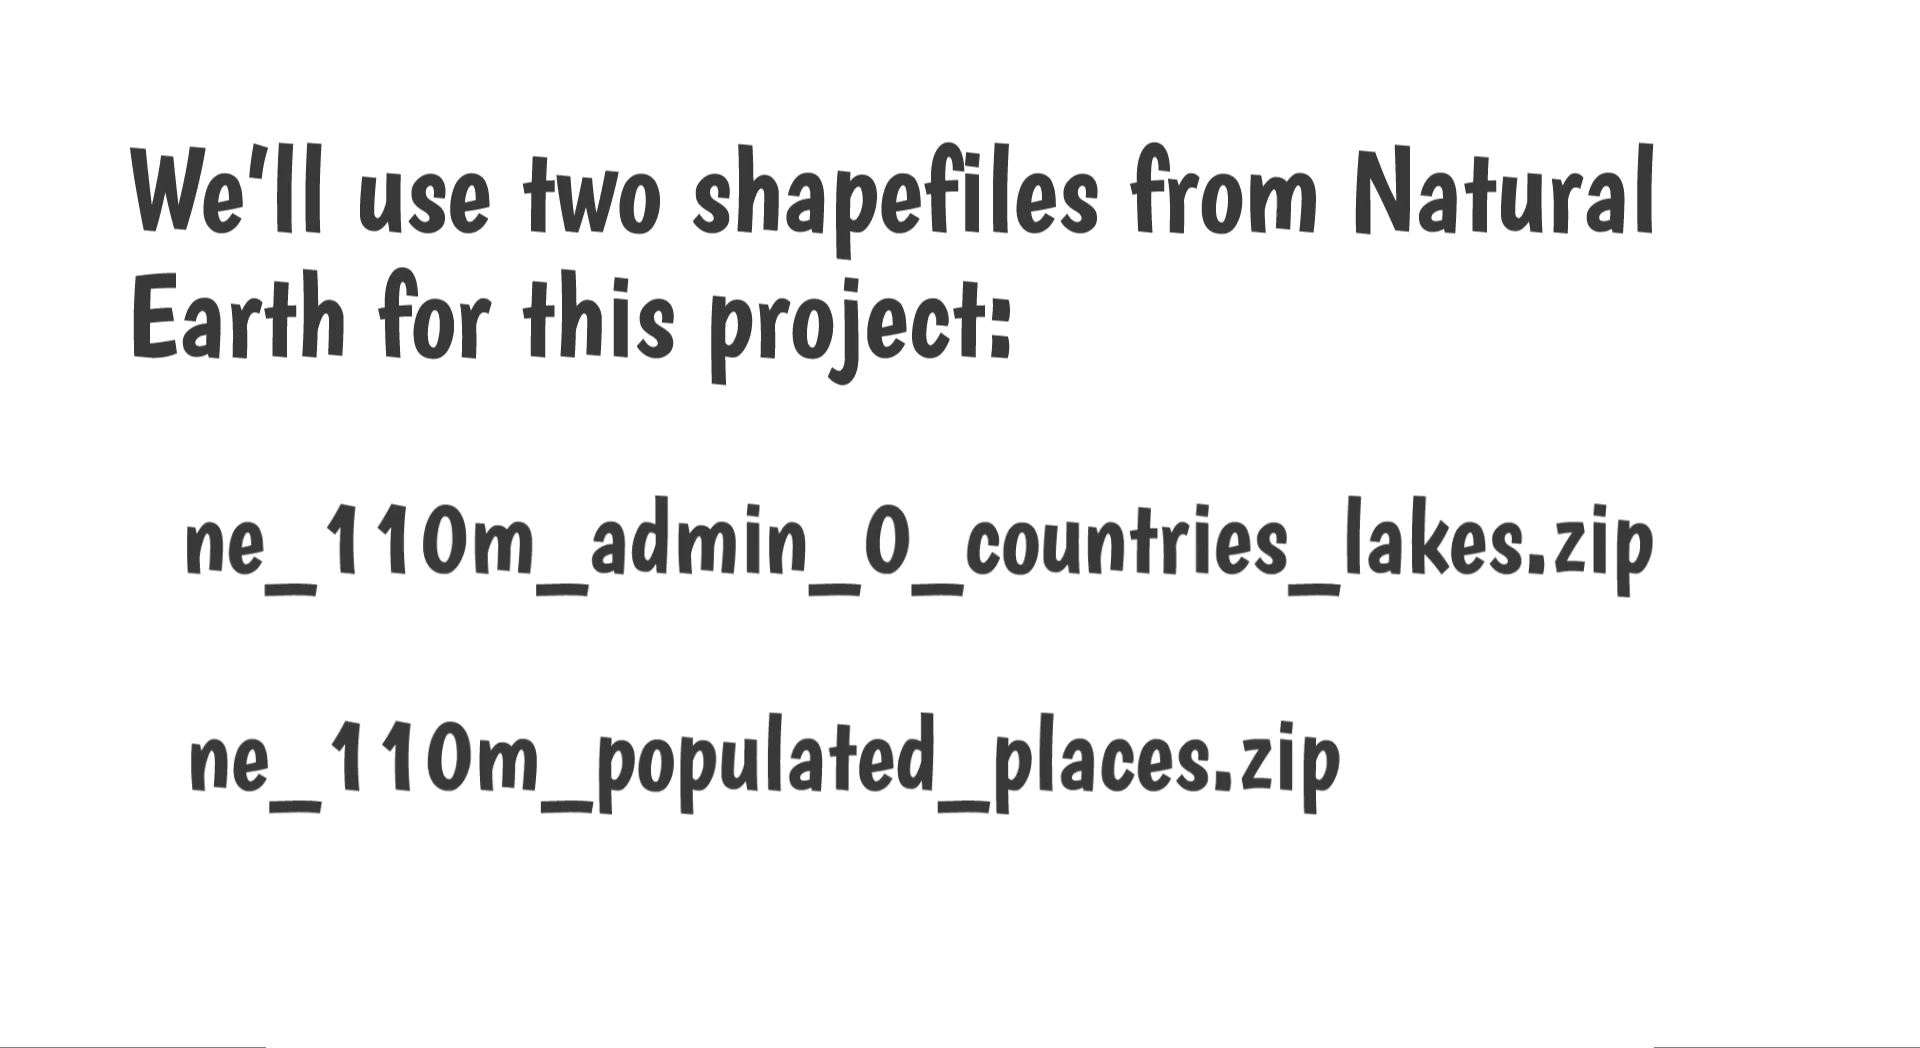 We'll use two shapefiles from Natural
Earth for this project:
ne_110m_admin_0_countries_lakes.zip
ne_110m_populated_places.zip